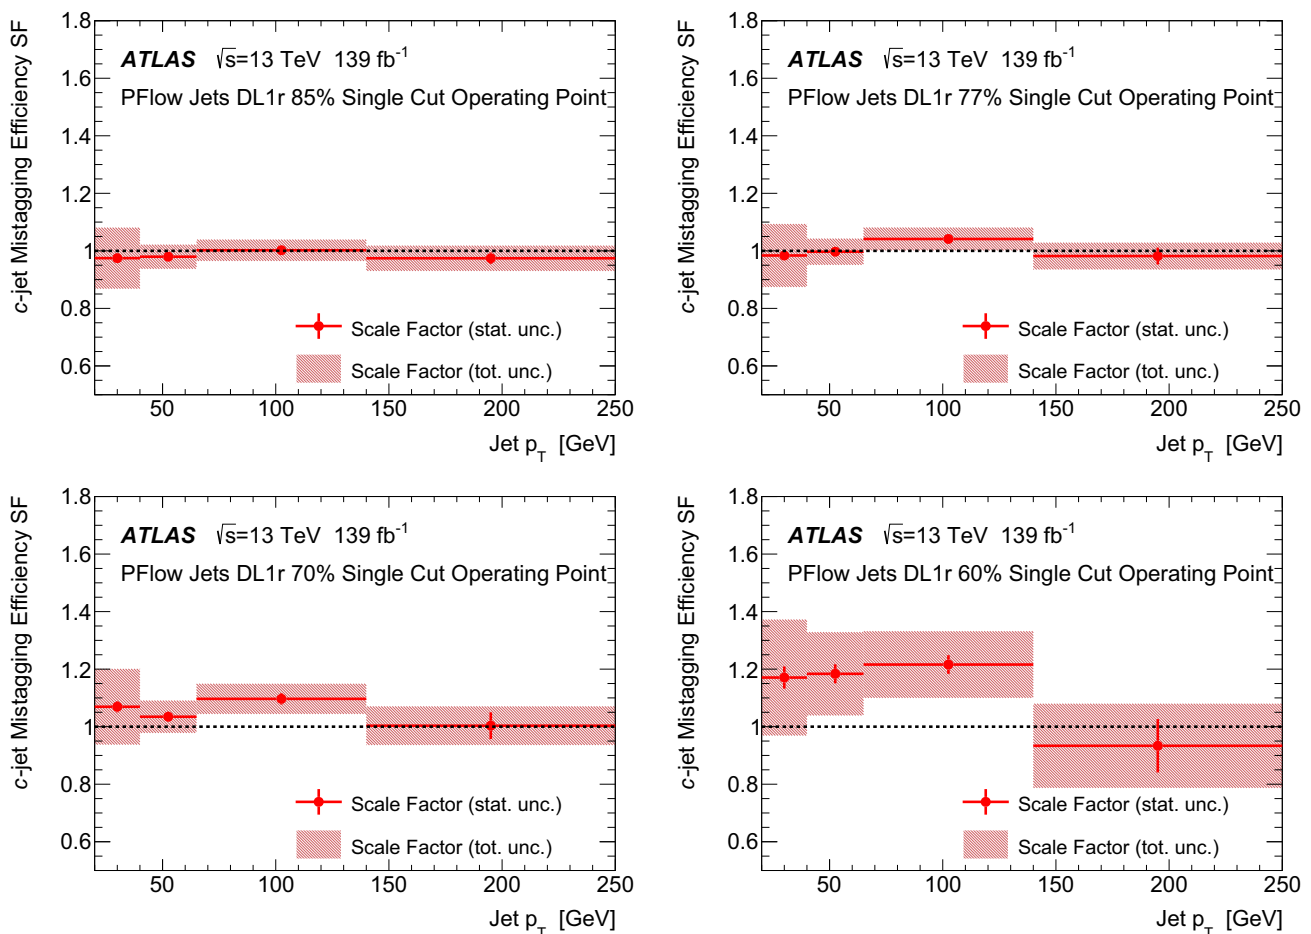 c-jet Mistagging Efficiency SF
1.8
1.6
1.4
1.2
1
0.8
0.6
ATLAS √s=13 TeV 139 fb⁻¹
PFlow Jets DL1r 85% Single Cut Operating Point
Scale Factor (stat. unc.)
Scale Factor (tot. unc.)
50 100 150 200 250
Jet p_T [GeV]
c-jet Mistagging Efficiency SF
1.8
1.6
1.4
1.2
1
0.8
0.6
ATLAS √s=13 TeV 139 fb⁻¹
PFlow Jets DL1r 77% Single Cut Operating Point
Scale Factor (stat. unc.)
Scale Factor (tot. unc.)
50 100 150 200 250
Jet p_T [GeV]
c-jet Mistagging Efficiency SF
1.8
1.6
1.4
1.2
1
0.8
0.6
ATLAS √s=13 TeV 139 fb⁻¹
PFlow Jets DL1r 70% Single Cut Operating Point
Scale Factor (stat. unc.)
Scale Factor (tot. unc.)
50 100 150 200 250
Jet p_T [GeV]
c-jet Mistagging Efficiency SF
1.8
1.6
1.4
1.2
1
0.8
0.6
ATLAS √s=13 TeV 139 fb⁻¹
PFlow Jets DL1r 60% Single Cut Operating Point
Scale Factor (stat. unc.)
Scale Factor (tot. unc.)
50 100 150 200 250
Jet p_T [GeV]